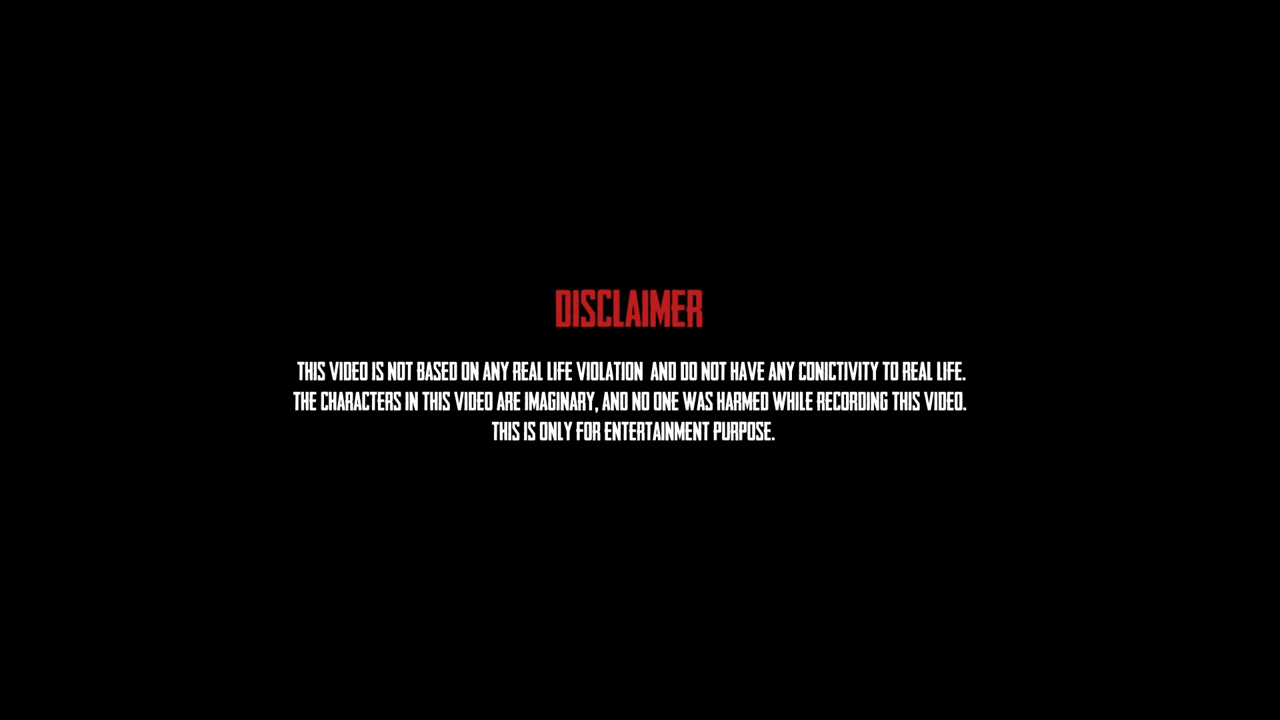 DISCLAIMER
THIS VIDEO IS NOT BASED ON ANY REAL LIFE VIOLATION AND DO NOT HAVE ANY CONICTIVITY TO REAL LIFE.
THE CHARACTERS IN THIS VIDEO ARE IMAGINARY, AND NO ONE WAS HARMED WHILE RECORDING THIS VIDEO.
THIS IS ONLY FOR ENTERTAINMENT PURPOSE.